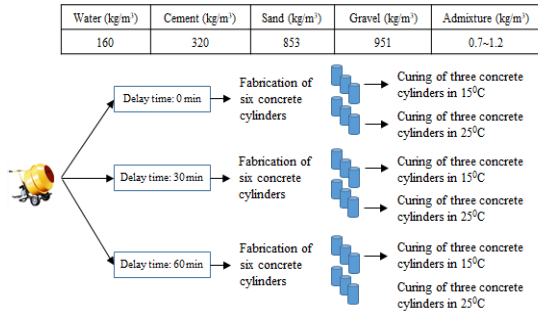 Water (kg/m³) Cement (kg/m³) Sand (kg/m³) Gravel (kg/m³) Admixture (kg/m³)
160 320 853 951 0.7~1.2
Delay time: 0 min
Fabrication of
six concrete
cylinders
Curing of three concrete
cylinders in 15⁰C
Curing of three concrete
cylinders in 25⁰C
Delay time: 30 min
Fabrication of
six concrete
cylinders
Curing of three concrete
cylinders in 15⁰C
Curing of three concrete
cylinders in 25⁰C
Delay time: 60 min
Fabrication of
six concrete
cylinders
Curing of three concrete
cylinders in 15⁰C
Curing of three concrete
cylinders in 25⁰C